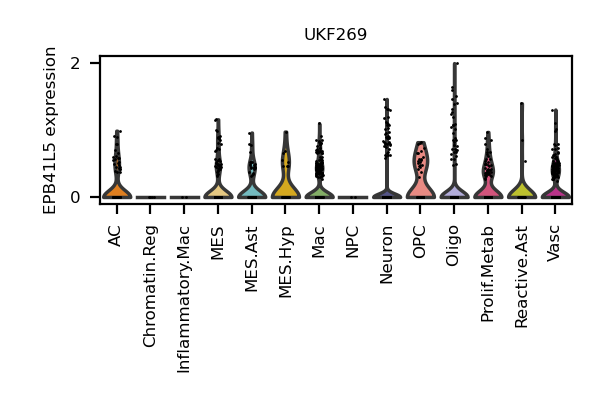 UKF269
EPB41L5 expression
2
0
AC
Chromatin.Reg
Inflammatory.Mac
MES
MES.Ast
MES.Hyp
Mac
NPC
Neuron
OPC
Oligo
Prolif.Metab
Reactive.Ast
Vasc